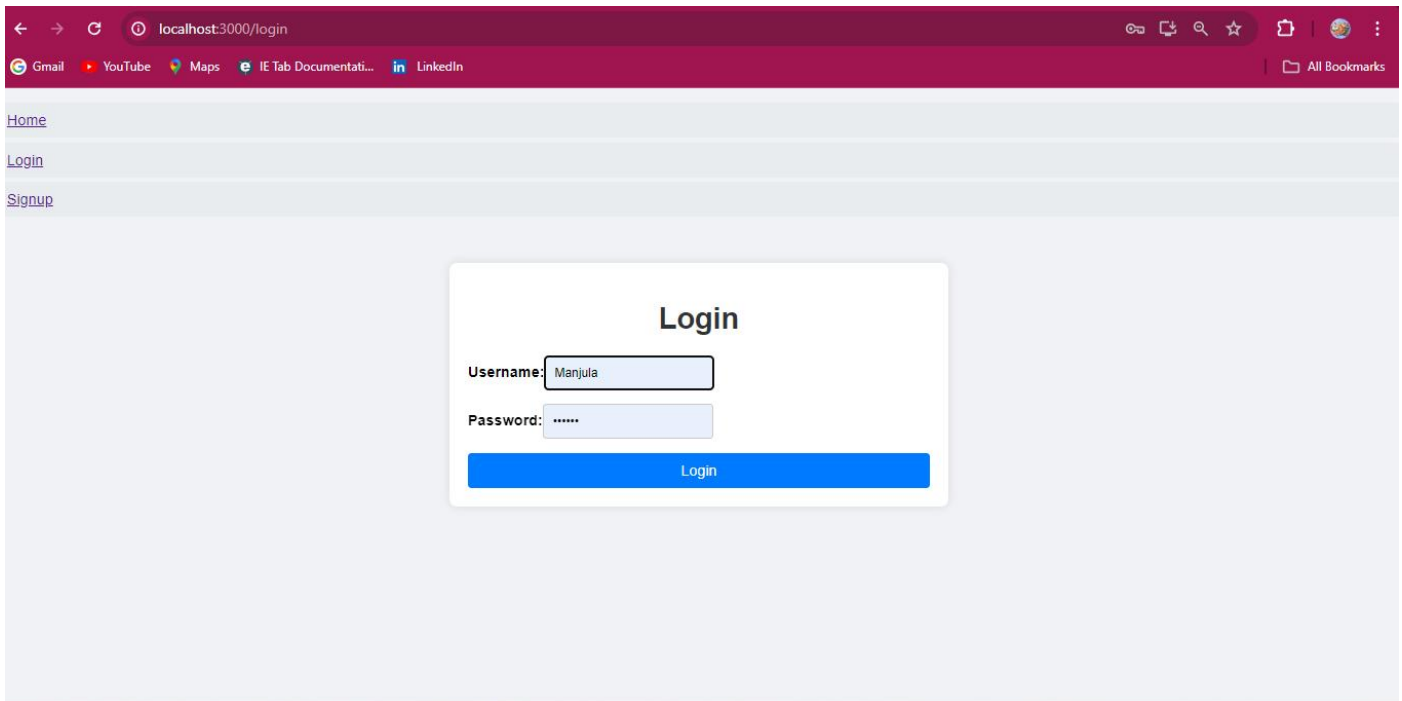 localhost:3000/login
Gmail YouTube Maps IE Tab Documentati... LinkedIn All Bookmarks
Home
Login
Signup
Login
Username: Manjula
Password: ••••••
Login